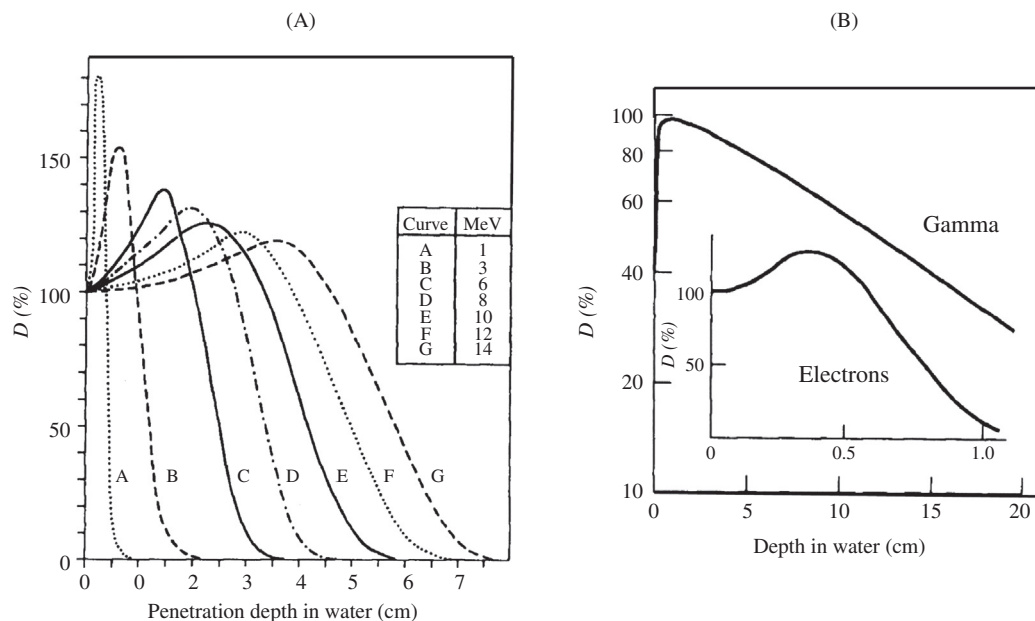 (A)
(B)
D (%)
150
100
50
0
Curve MeV
A 1
B 3
C 6
D 8
E 10
F 12
G 14
A B C D E F G
0 0 2 3 4 5 6 7
Penetration depth in water (cm)
D (%)
100
80
60
40
20
10
Gamma
D (%)
100
50
Electrons
0 0.5 1.0
0 5 10 15 20
Depth in water (cm)